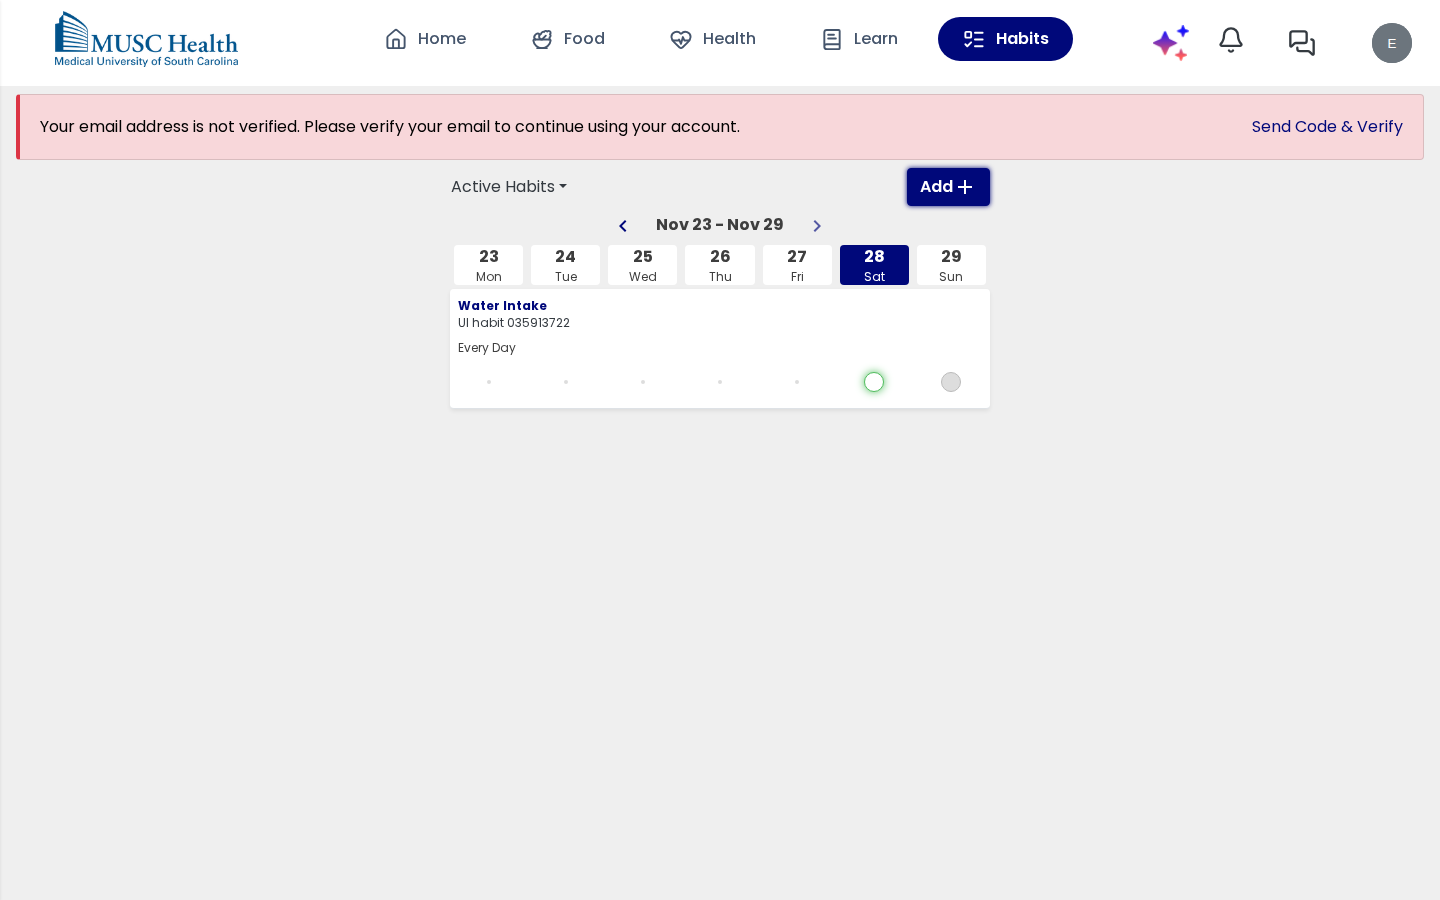 MUSC Health
Medical University of South Carolina
Home
Food
Health
Learn
Habits
E
Your email address is not verified. Please verify your email to continue using your account.
Send Code & Verify
Active Habits
Add
Nov 23 - Nov 29
23 24 25 26 27 28 29
Mon Tue Wed Thu Fri Sat Sun
Water Intake
UI habit 035913722
Every Day